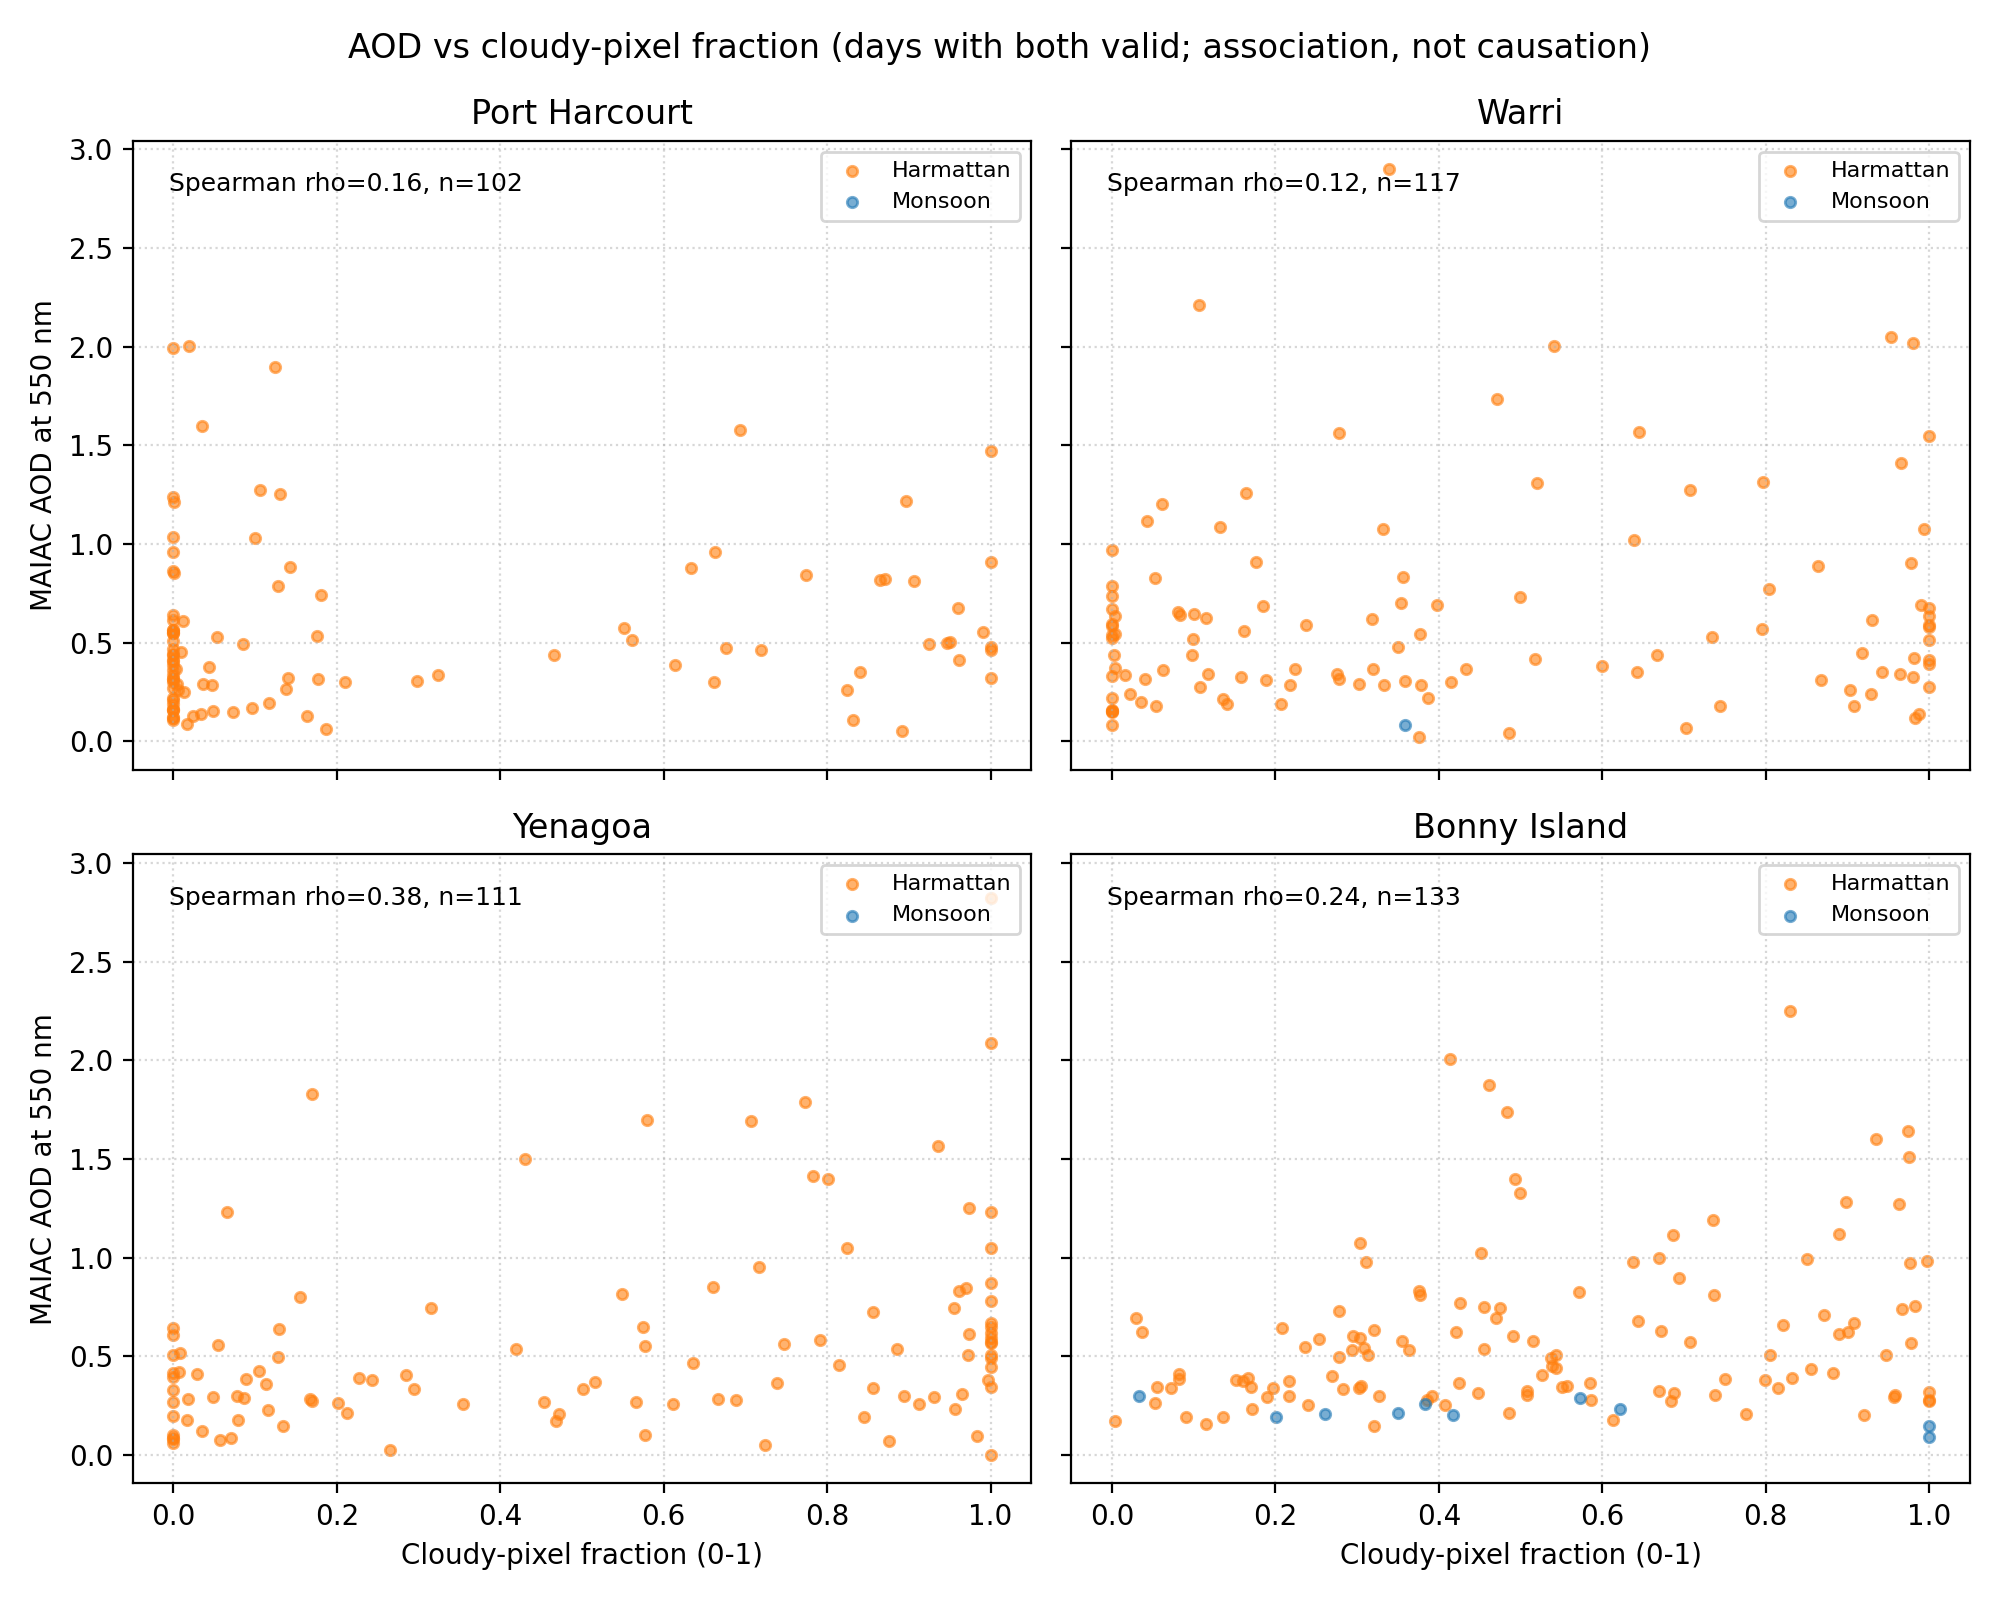 AOD vs cloudy-pixel fraction (days with both valid; association, not causation)
Port Harcourt
Spearman rho=0.16, n=102
Harmattan
Monsoon
3.0
2.5
2.0
1.5
1.0
0.5
0.0
MAIAC AOD at 550 nm
Warri
Spearman rho=0.12, n=117
Harmattan
Monsoon
Yenagoa
Spearman rho=0.38, n=111
Harmattan
Monsoon
3.0
2.5
2.0
1.5
1.0
0.5
0.0
MAIAC AOD at 550 nm
0.0 0.2 0.4 0.6 0.8 1.0
Cloudy-pixel fraction (0-1)
Bonny Island
Spearman rho=0.24, n=133
Harmattan
Monsoon
0.0 0.2 0.4 0.6 0.8 1.0
Cloudy-pixel fraction (0-1)